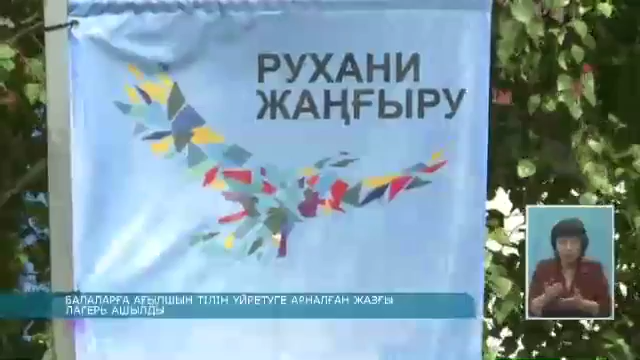 РУХАНИ
ЖАҢҒЫРУ
БАЛАЛАРҒА АҒЫЛШЫН ТІЛІН ҮЙРЕТУГЕ АРНАЛҒАН ЖАЗҒЫ
ЛАГЕРЬ АШЫЛДЫ